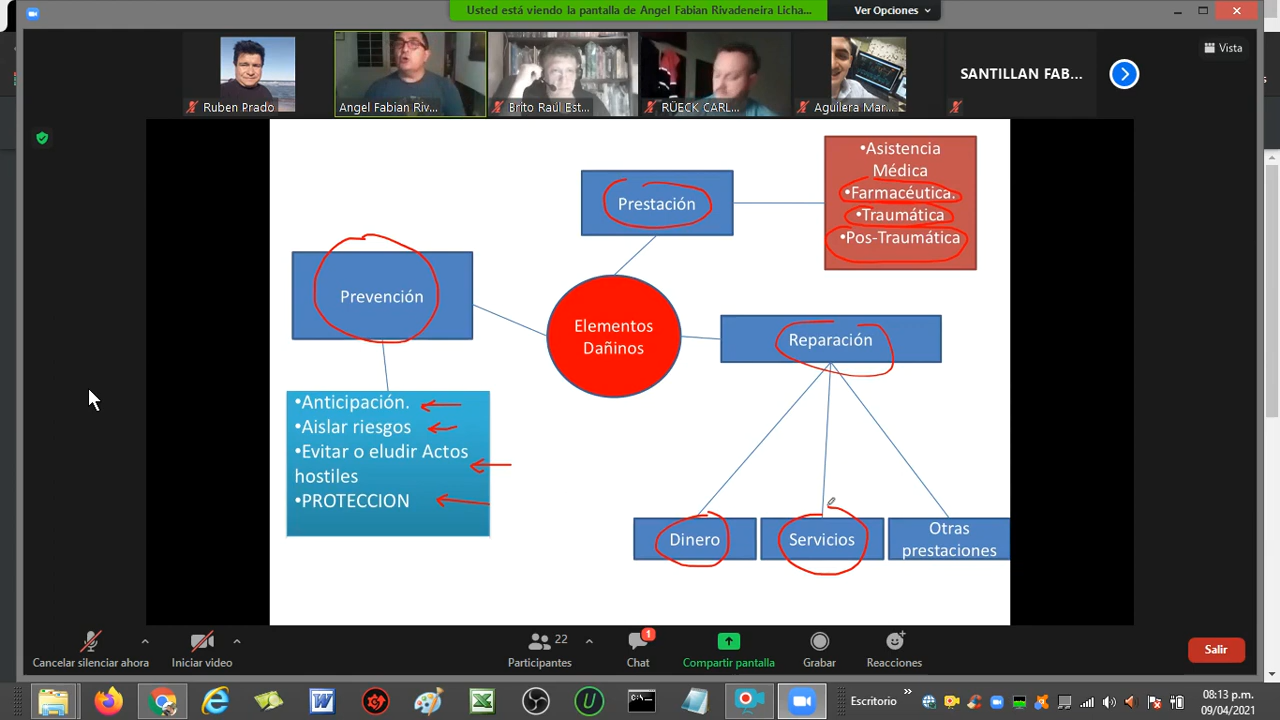 Usted está viendo la pantalla de Angel Fabian Rivadeneira Licha...
Ver Opciones
Vista
Ruben Prado
Angel Fabian Riv...
Brito Raul Est...
RÜECK CARL...
Aguilera Mar...
SANTILLAN FAB...
•Asistencia
Médica
•Farmacéutica.
•Traumática
•Pos-Traumática
Prestación
Prevención
Elementos
Dañinos
Reparación
•Anticipación.
•Aislar riesgos
•Evitar o eludir Actos
hostiles
•PROTECCION
Dinero
Servicios
Otras
prestaciones
Cancelar silenciar ahora
Iniciar video
22
Participantes
1
Chat
Compartir pantalla
Grabar
Reacciones
Salir
Escritorio
08:13 p.m.
09/04/2021